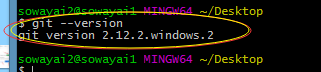 sowayai2@sowayai1 MINGW64 ~/Desktop
$ git --version
git version 2.12.2.windows.2
sowayai2@sowayai1 MINGW64 ~/Desktop